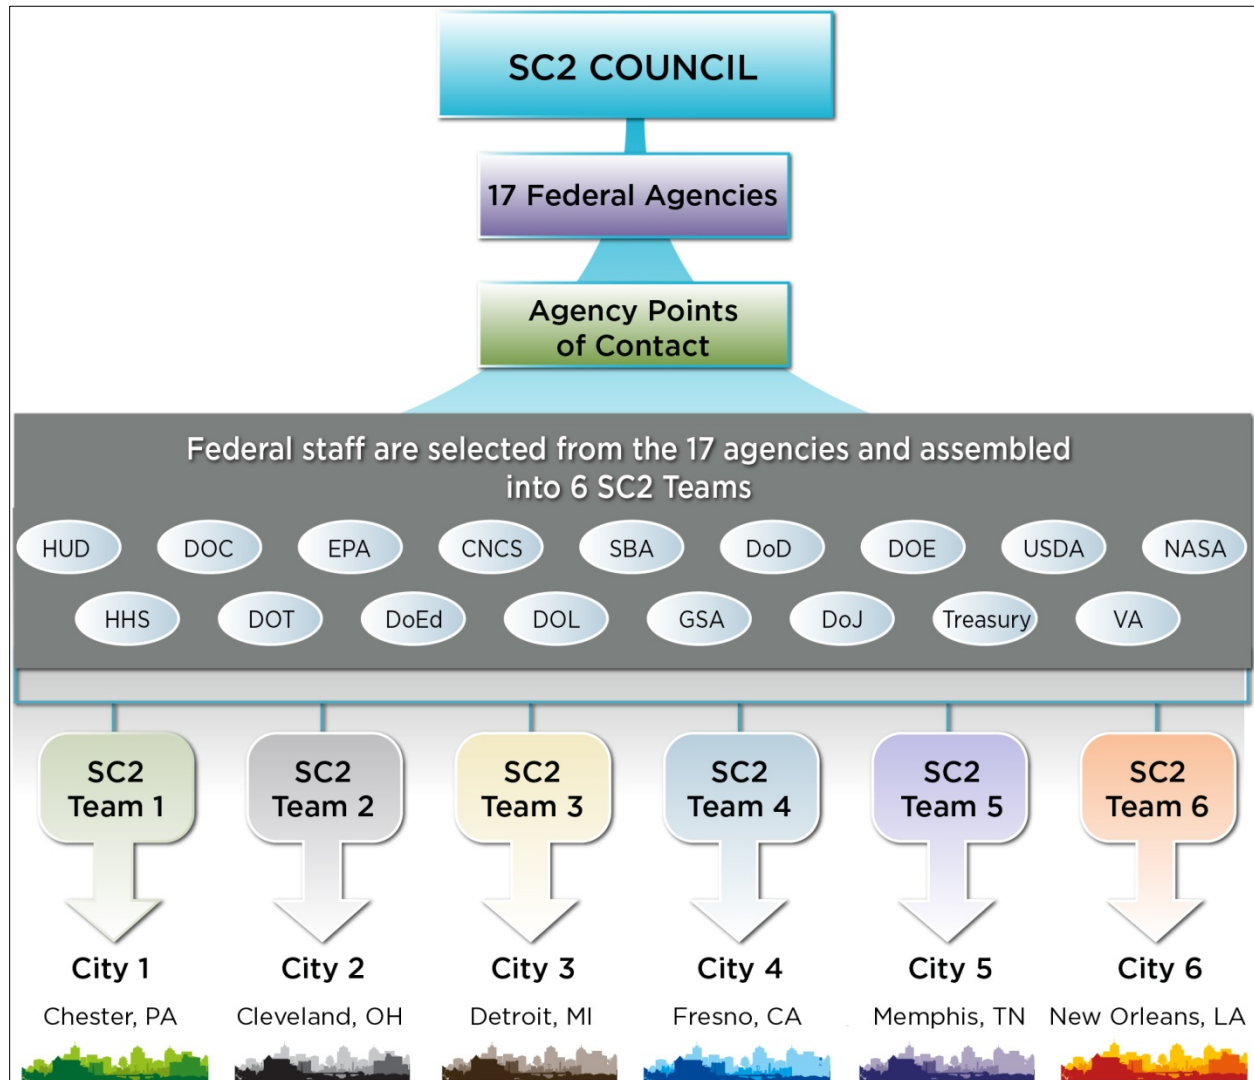 SC2 COUNCIL
17 Federal Agencies
Agency Points
of Contact
Federal staff are selected from the 17 agencies and assembled
into 6 SC2 Teams
HUD DOC EPA CNCS SBA DoD DOE USDA NASA
HHS DOT DoEd DOL GSA DoJ Treasury VA
SC2
Team 1
SC2
Team 2
SC2
Team 3
SC2
Team 4
SC2
Team 5
SC2
Team 6
City 1
Chester, PA
City 2
Cleveland, OH
City 3
Detroit, MI
City 4
Fresno, CA
City 5
Memphis, TN
City 6
New Orleans, LA